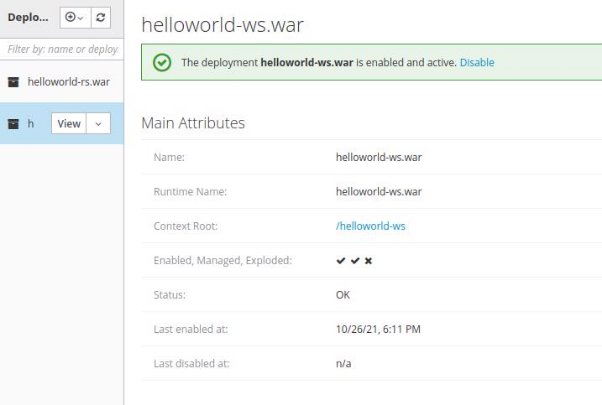 Deplo...
Filter by: name or deploy
helloworld-rs.war
h View
helloworld-ws.war
The deployment helloworld-ws.war is enabled and active. Disable
Main Attributes
Name: helloworld-ws.war
Runtime Name: helloworld-ws.war
Context Root: /helloworld-ws
Enabled, Managed, Exploded: ✔ ✔ ✖
Status: OK
Last enabled at: 10/26/21, 6:11 PM
Last disabled at: n/a